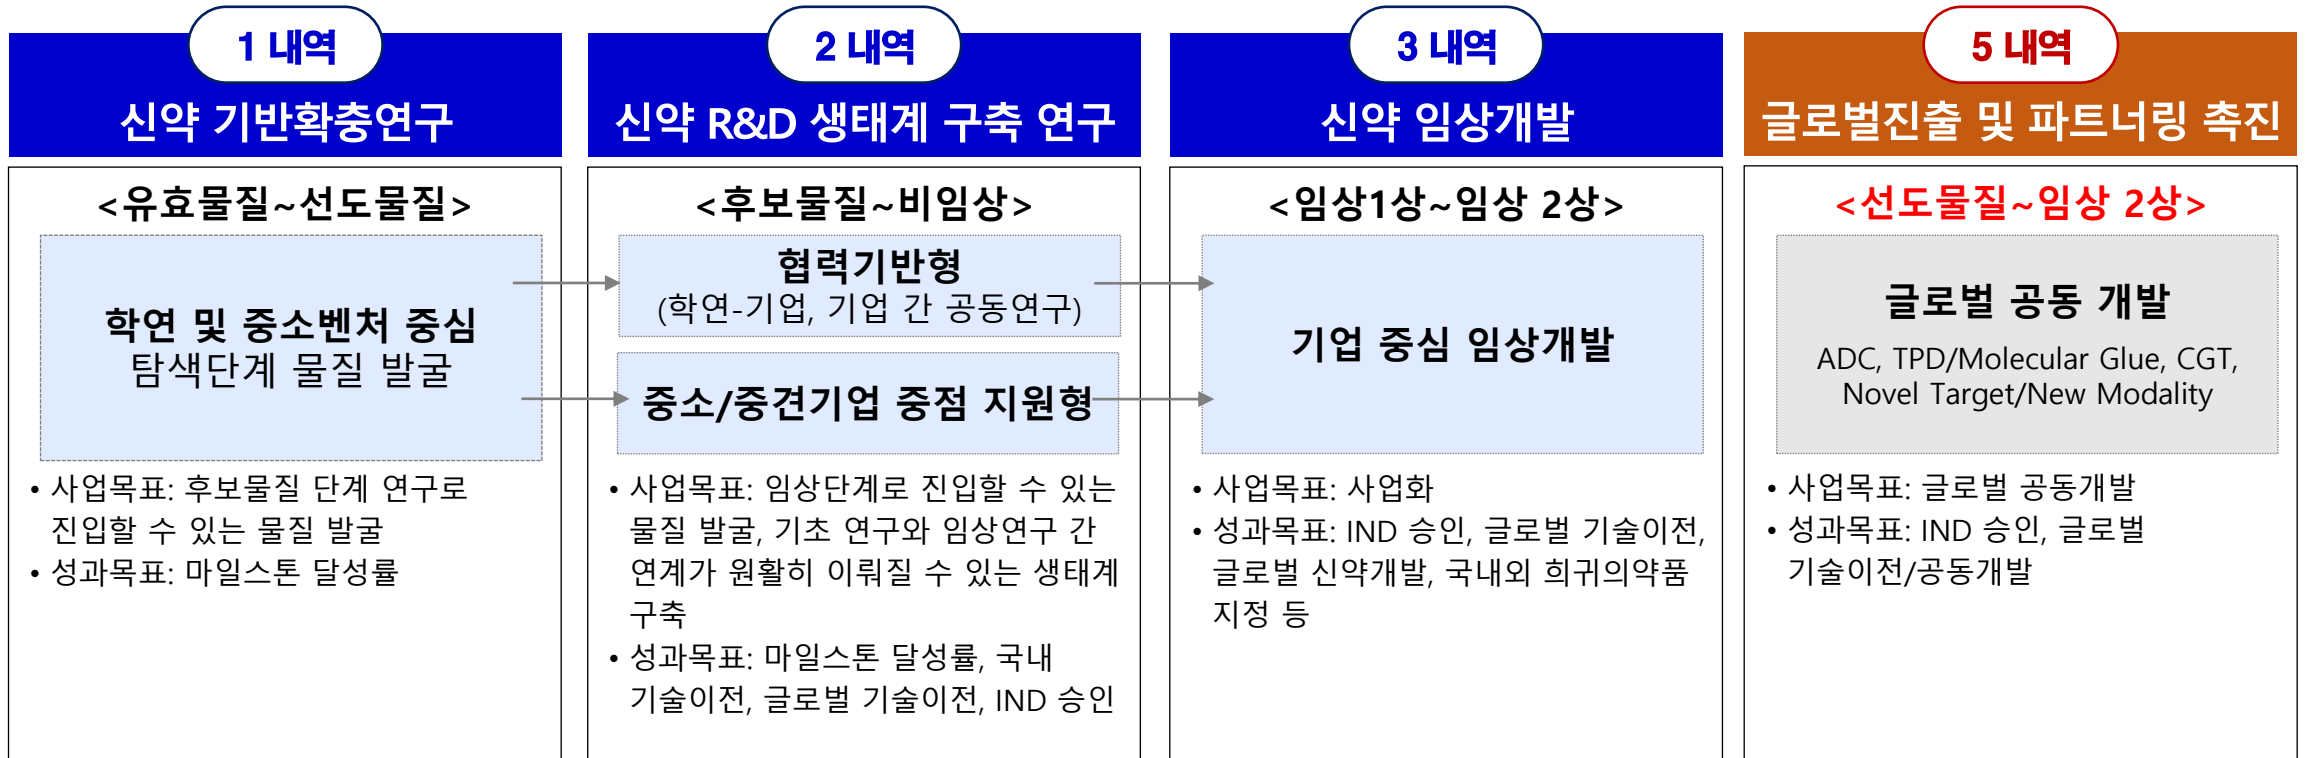 1 내역
신약 기반확충연구
<유효물질~선도물질>
학연 및 중소벤처 중심
탐색단계 물질 발굴
• 사업목표: 후보물질 단계 연구로
진입할 수 있는 물질 발굴
• 성과목표: 마일스톤 달성률
2 내역
신약 R&D 생태계 구축 연구
<후보물질~비임상>
협력기반형
(학연-기업, 기업 간 공동연구)
중소/중견기업 중점 지원형
• 사업목표: 임상단계로 진입할 수 있는
물질 발굴, 기초 연구와 임상연구 간
연계가 원활히 이뤄질 수 있는 생태계
구축
• 성과목표: 마일스톤 달성률, 국내
기술이전, 글로벌 기술이전, IND 승인
3 내역
신약 임상개발
<임상1상~임상 2상>
기업 중심 임상개발
• 사업목표: 사업화
• 성과목표: IND 승인, 글로벌 기술이전,
글로벌 신약개발, 국내외 희귀의약품
지정 등
5 내역
글로벌진출 및 파트너링 촉진
<선도물질~임상 2상>
글로벌 공동 개발
ADC, TPD/Molecular Glue, CGT,
Novel Target/New Modality
• 사업목표: 글로벌 공동개발
• 성과목표: IND 승인, 글로벌
기술이전/공동개발